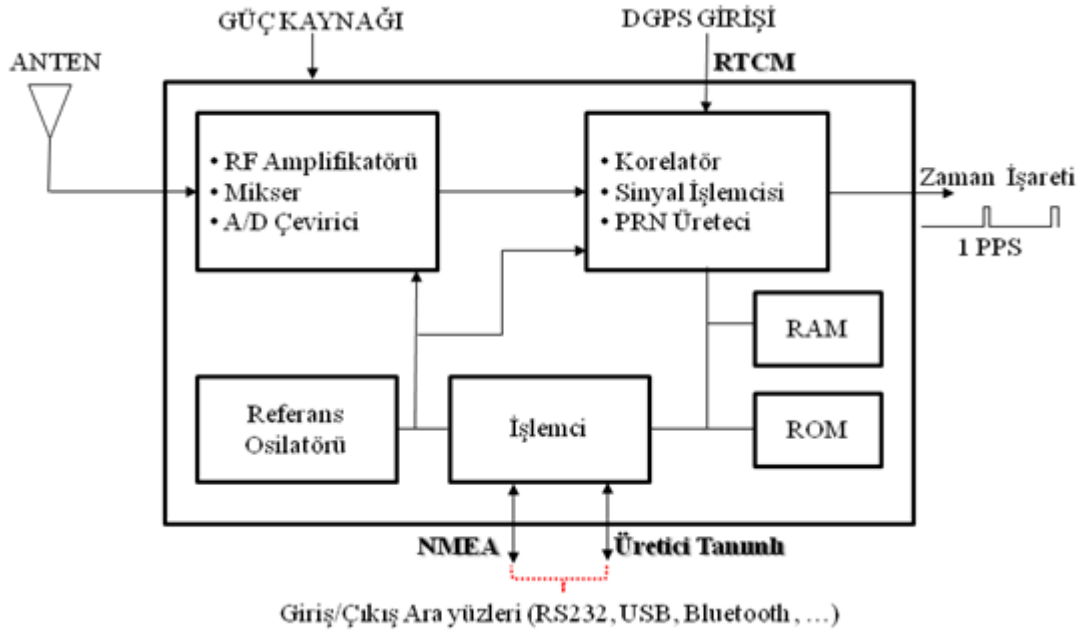 GÜÇ KAYNAĞI
DGPS GİRİŞİ
ANTEN
RTCM
• RF Amplifikatörü
• Mikser
• A/D Çevirici
• Korelatör
• Sinyal İşlemcisi
• PRN Üreteci
Zaman İşareti
1 PPS
RAM
Referans
Osilatörü
İşlemci
ROM
NMEA
Üretici Tanımlı
Giriş/Çıkış Ara yüzleri (RS232, USB, Bluetooth, …)